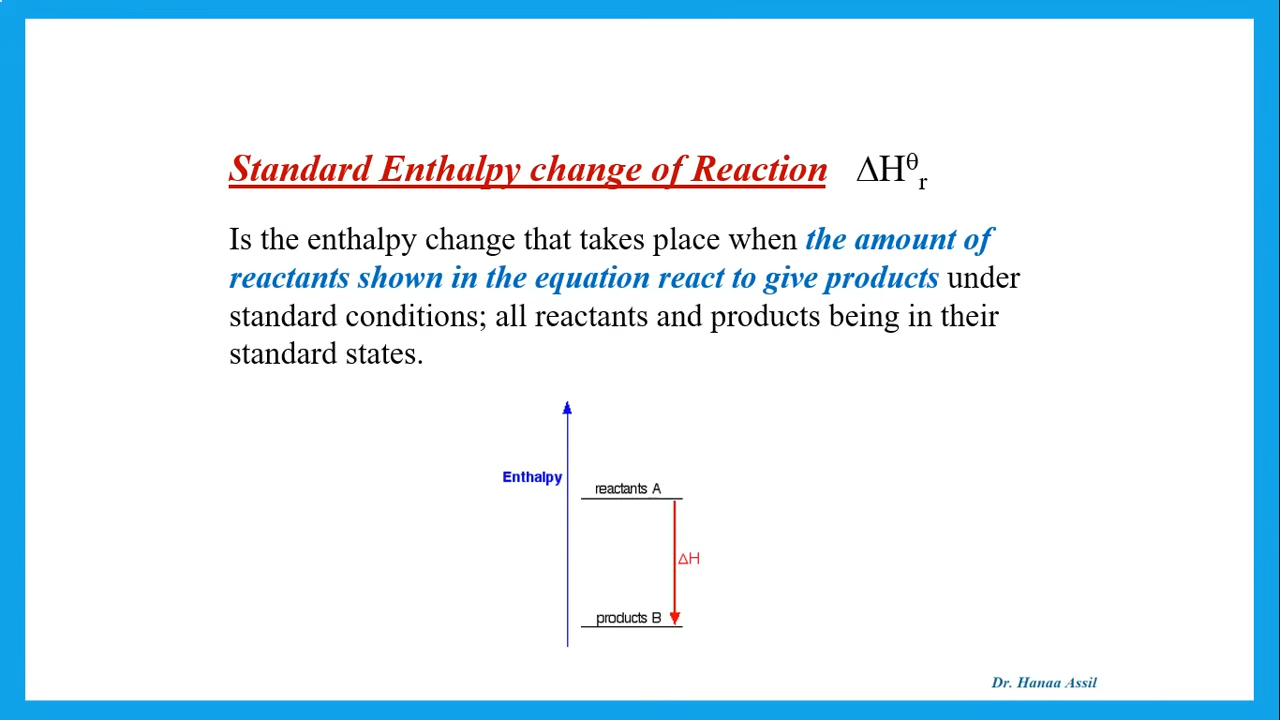 Standard Enthalpy change of Reaction ΔHᶿᵣ
Is the enthalpy change that takes place when the amount of
reactants shown in the equation react to give products under
standard conditions; all reactants and products being in their
standard states.
Enthalpy
reactants A
ΔH
products B
Dr. Hanaa Assil